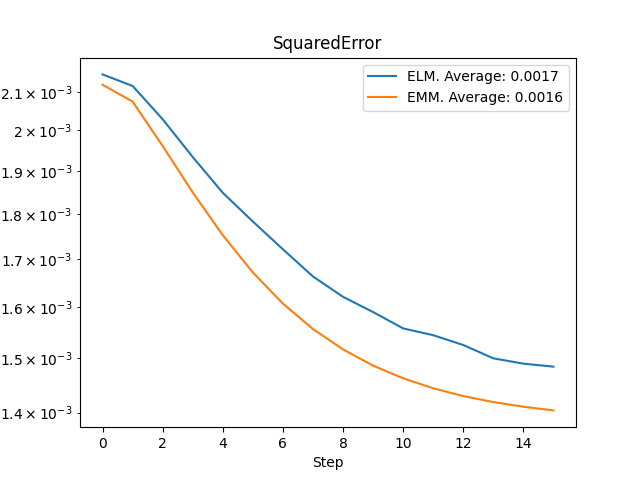 SquaredError
ELM. Average: 0.0017
EMM. Average: 0.0016
2.1 × 10⁻³
2 × 10⁻³
1.9 × 10⁻³
1.8 × 10⁻³
1.7 × 10⁻³
1.6 × 10⁻³
1.5 × 10⁻³
1.4 × 10⁻³
0 2 4 6 8 10 12 14
Step